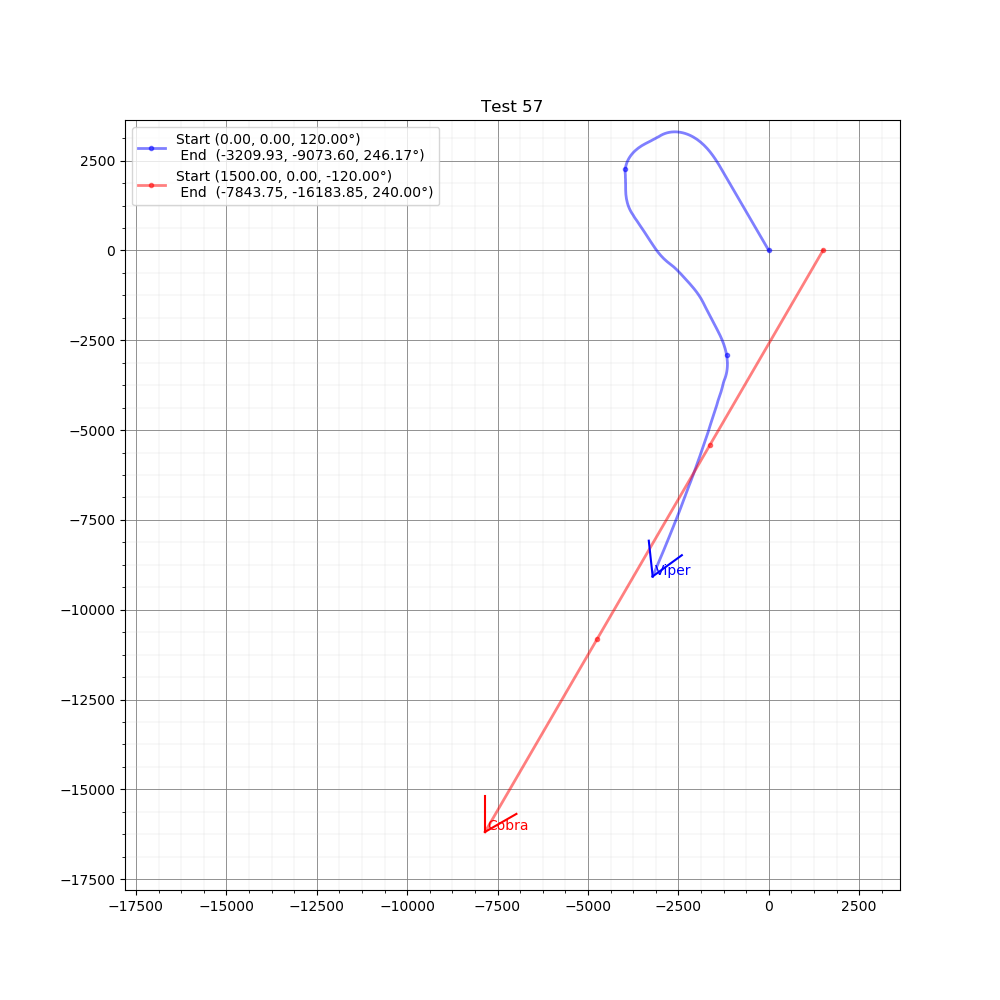 Test 57
Start (0.00, 0.00, 120.00°)
End (-3209.93, -9073.60, 246.17°)
Start (1500.00, 0.00, -120.00°)
End (-7843.75, -16183.85, 240.00°)
2500
0
−2500
−5000
−7500
−10000
−12500
−15000
−17500
Viper
Cobra
−17500 −15000 −12500 −10000 −7500 −5000 −2500 0 2500